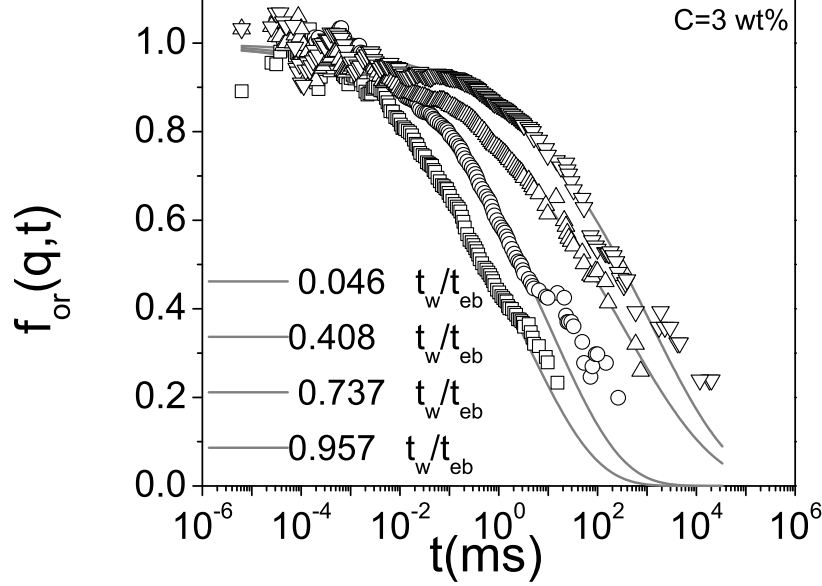 C=3 wt%
1.0
0.8
0.6
0.4
0.2
0.0
f_or(q,t)
0.046 t_w/t_eb
0.408 t_w/t_eb
0.737 t_w/t_eb
0.957 t_w/t_eb
10^-6 10^-4 10^-2 10^0 10^2 10^4 10^6
t(ms)